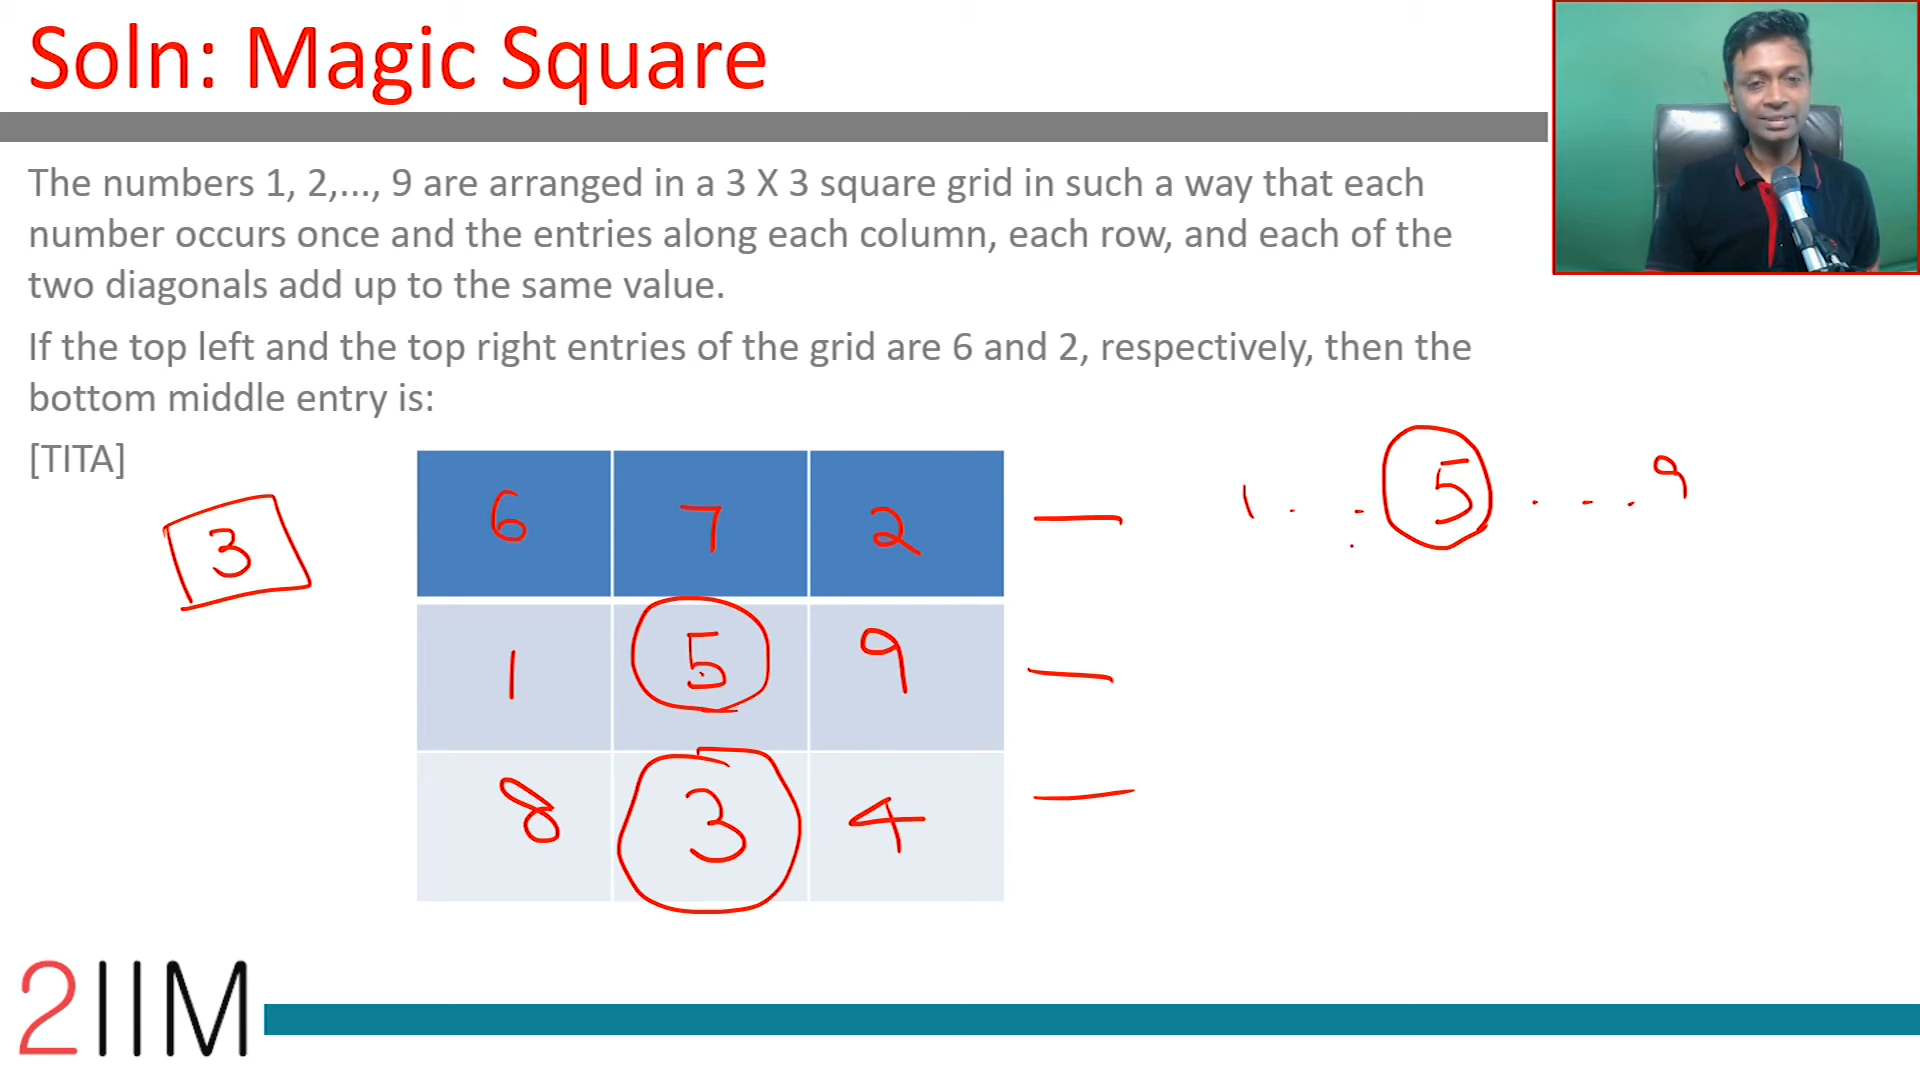 Soln: Magic Square
The numbers 1, 2,..., 9 are arranged in a 3 X 3 square grid in such a way that each
number occurs once and the entries along each column, each row, and each of the
two diagonals add up to the same value.
If the top left and the top right entries of the grid are 6 and 2, respectively, then the
bottom middle entry is:
[TITA]
1 . . 5 . . . 9
3
6 7 2
1 5 9
8 3 4
2IIM